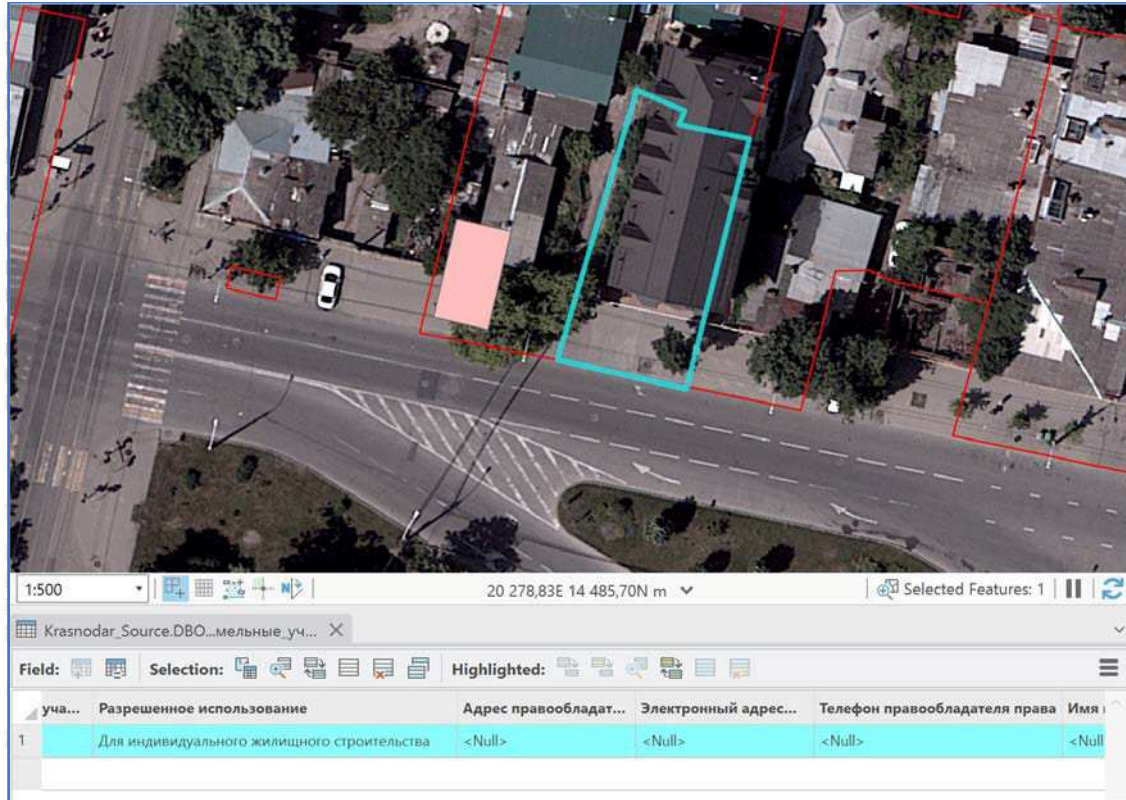 1:500
20 278,83E 14 485,70N m
Selected Features: 1
Krasnodar_Source.DBO...мельные_уч...
Field: Selection: Highlighted:
уча... Разрешенное использование Адрес правообладат... Электронный адрес... Телефон правообладателя права Имя
1 Для индивидуального жилищного строительства <Null> <Null> <Null> <Null